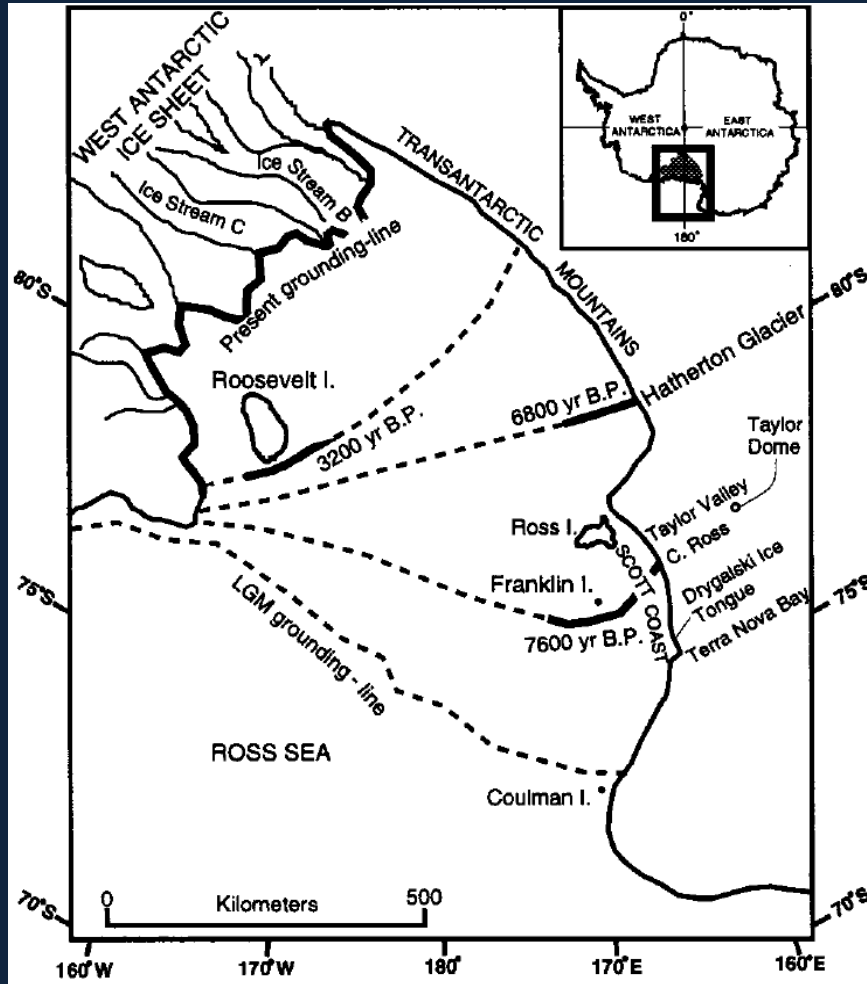 0°
WEST ANTARCTICA
EAST ANTARCTICA
180°
WEST ANTARCTIC
ICE SHEET
TRANSANTARCTIC
MOUNTAINS
Ice Stream B
Ice Stream C
Present grounding-line
80°S
80°S
Roosevelt I.
3200 yr B.P.
6800 yr B.P.
Hatherton Glacier
Taylor
Dome
Taylor Valley
Ross I.
C. Ross
SCOTT COAST
Drygalski Ice
Tongue
Franklin I.
75°S
75°S
7600 yr B.P.
Terra Nova Bay
LGM grounding-line
ROSS SEA
Coulman I.
0
500
Kilometers
70°S
70°S
160°W
170°W
180°
170°E
160°E